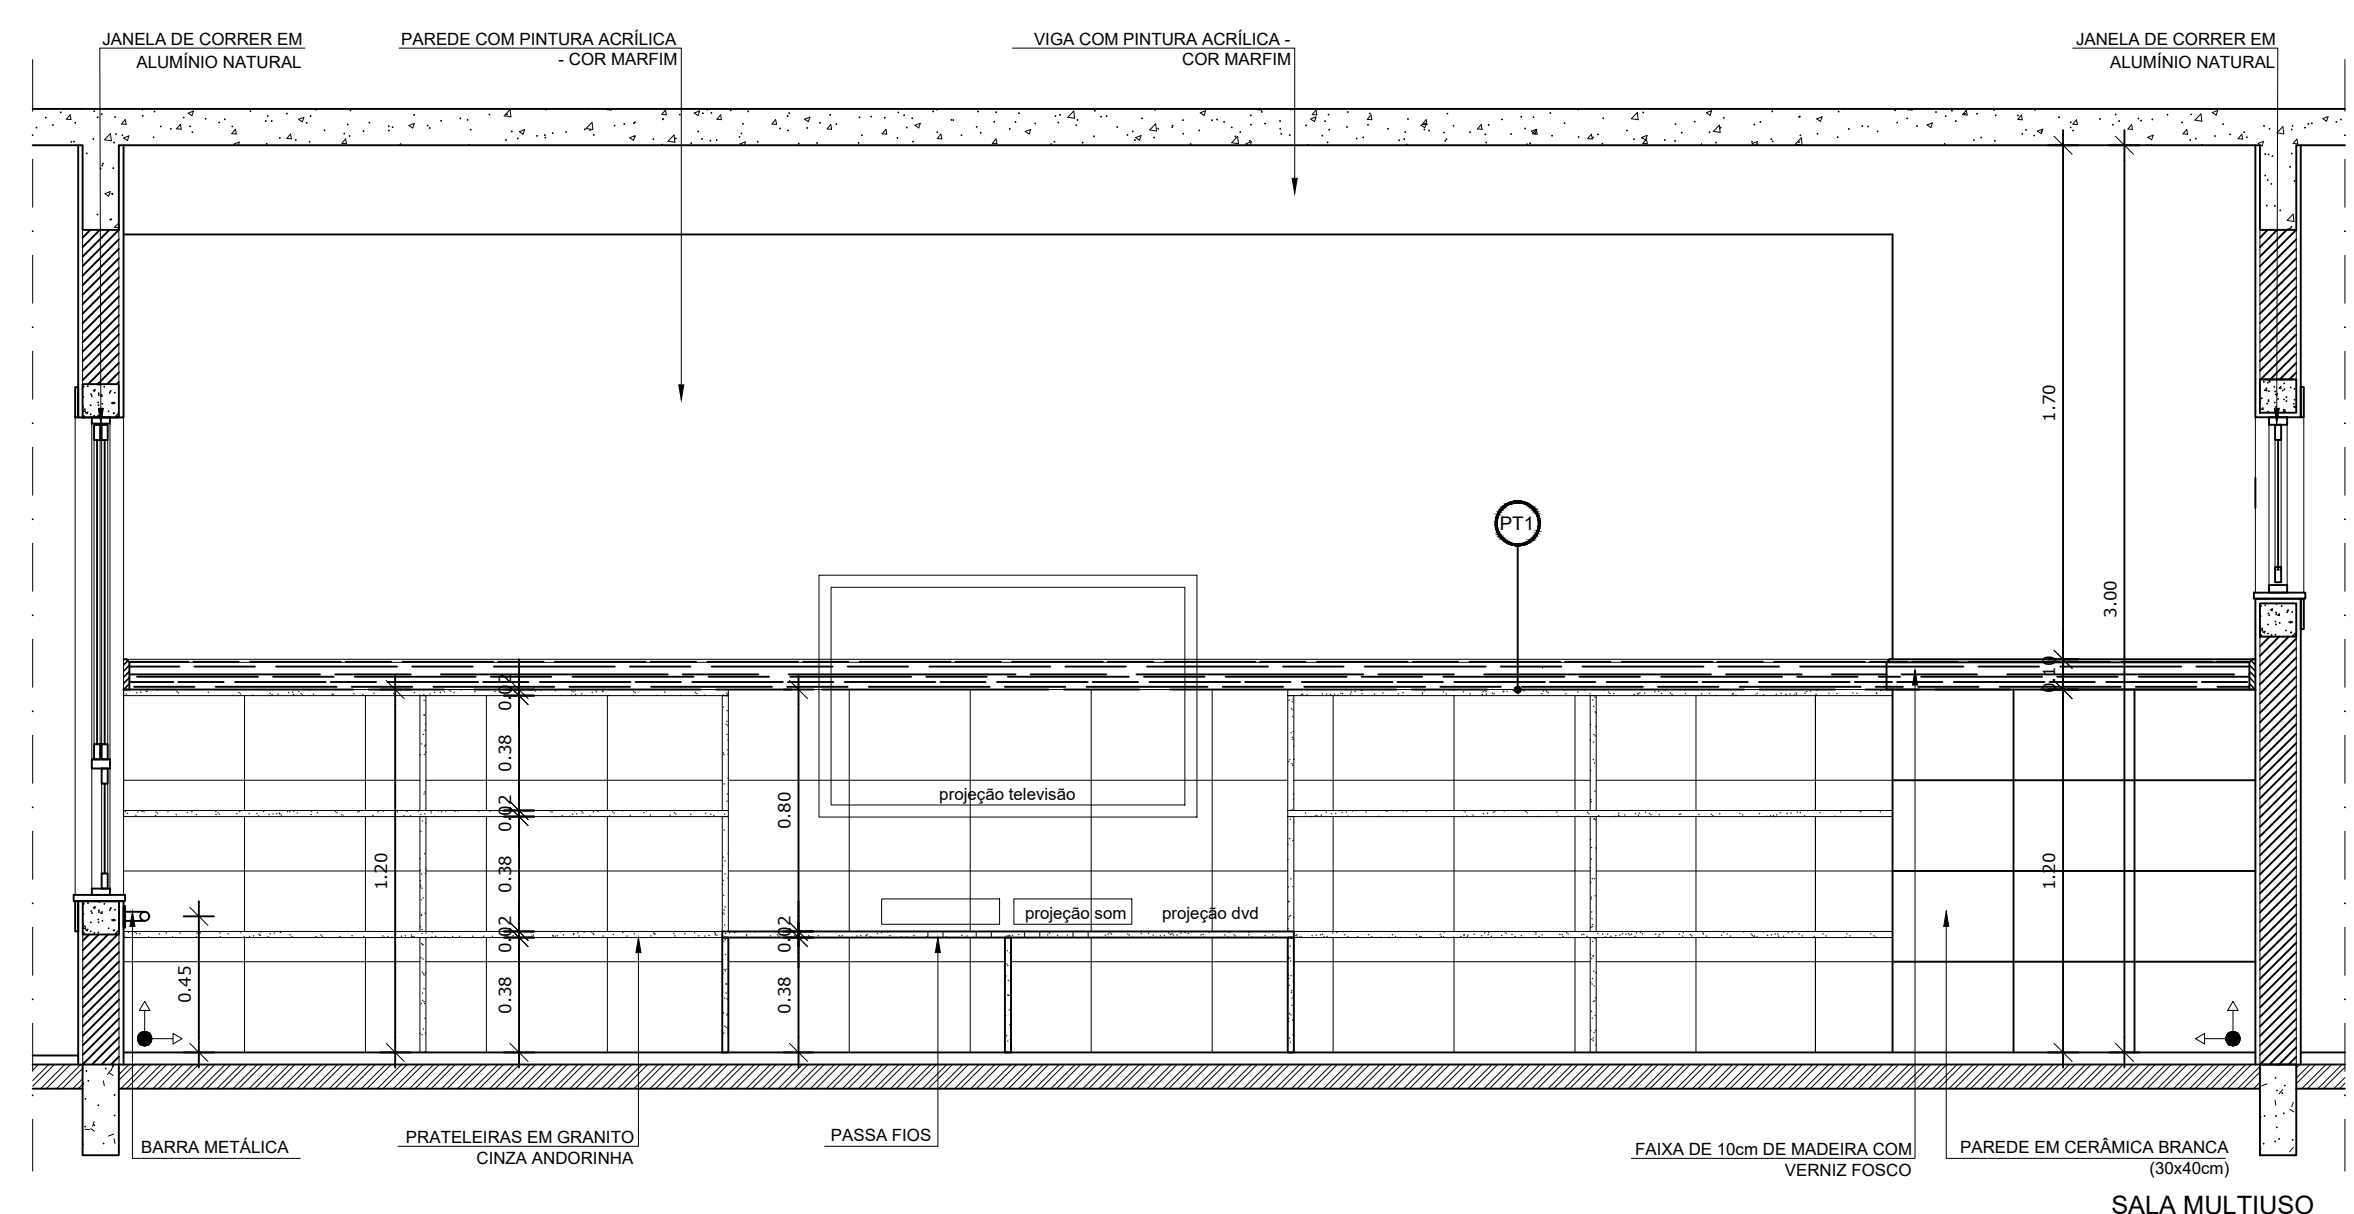 JANELA DE CORRER EM
ALUMÍNIO NATURAL
PAREDE COM PINTURA ACRÍLICA
- COR MARFIM
VIGA COM PINTURA ACRÍLICA -
COR MARFIM
JANELA DE CORRER EM
ALUMÍNIO NATURAL
1.70
3.00
PT1
0.10
0.02
0.38
projeção televisão
0.80
0.02
1.20
0.38
1.20
projeção som
projeção dvd
0.02
0.02
0.45
0.38
0.38
BARRA METÁLICA
PRATELEIRAS EM GRANITO
CINZA ANDORINHA
PASSA FIOS
FAIXA DE 10cm DE MADEIRA COM
VERNIZ FOSCO
PAREDE EM CERÂMICA BRANCA
(30x40cm)
SALA MULTIUSO